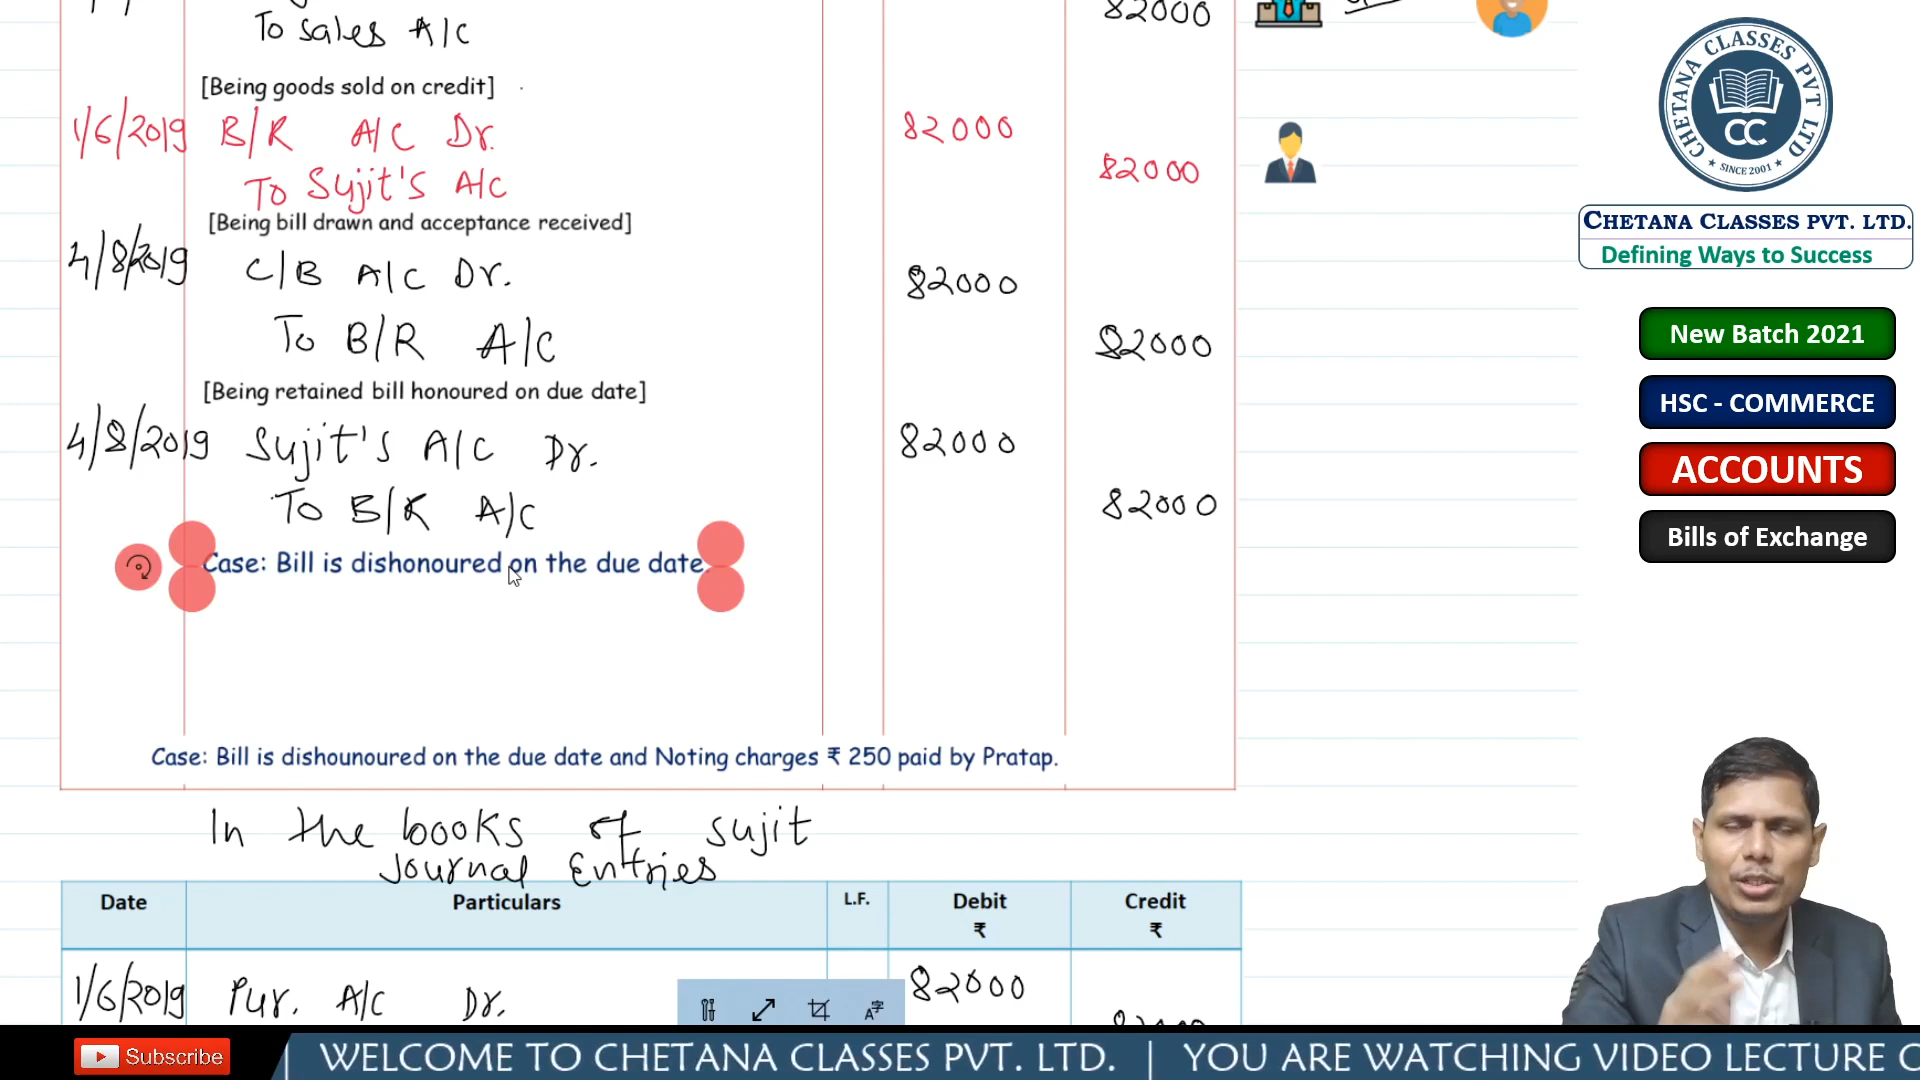 82000
To Sales A/C
[Being goods sold on credit]
1/6/2019 B/R A/C Dr. 82000
To Sujit's A/C 82000
[Being bill drawn and acceptance received]
4/8/2019 C/B A/C Dr. 82000
To B/R A/C 82000
[Being retained bill honoured on due date]
4/8/2019 Sujit's A/C Dr. 82000
To B/R A/C 82000
Case: Bill is dishonoured on the due date.
Case: Bill is dishounoured on the due date and Noting charges ₹ 250 paid by Pratap.
In the books of Sujit
Journal Entries
Date Particulars L.F. Debit ₹ Credit ₹
1/6/2019 Pur. A/C Dr. 82000
CHETANA CLASSES PVT LTD
CC
SINCE 2001
CHETANA CLASSES PVT. LTD.
Defining Ways to Success
New Batch 2021
HSC - COMMERCE
ACCOUNTS
Bills of Exchange
Subscribe | WELCOME TO CHETANA CLASSES PVT. LTD. | YOU ARE WATCHING VIDEO LECTURE